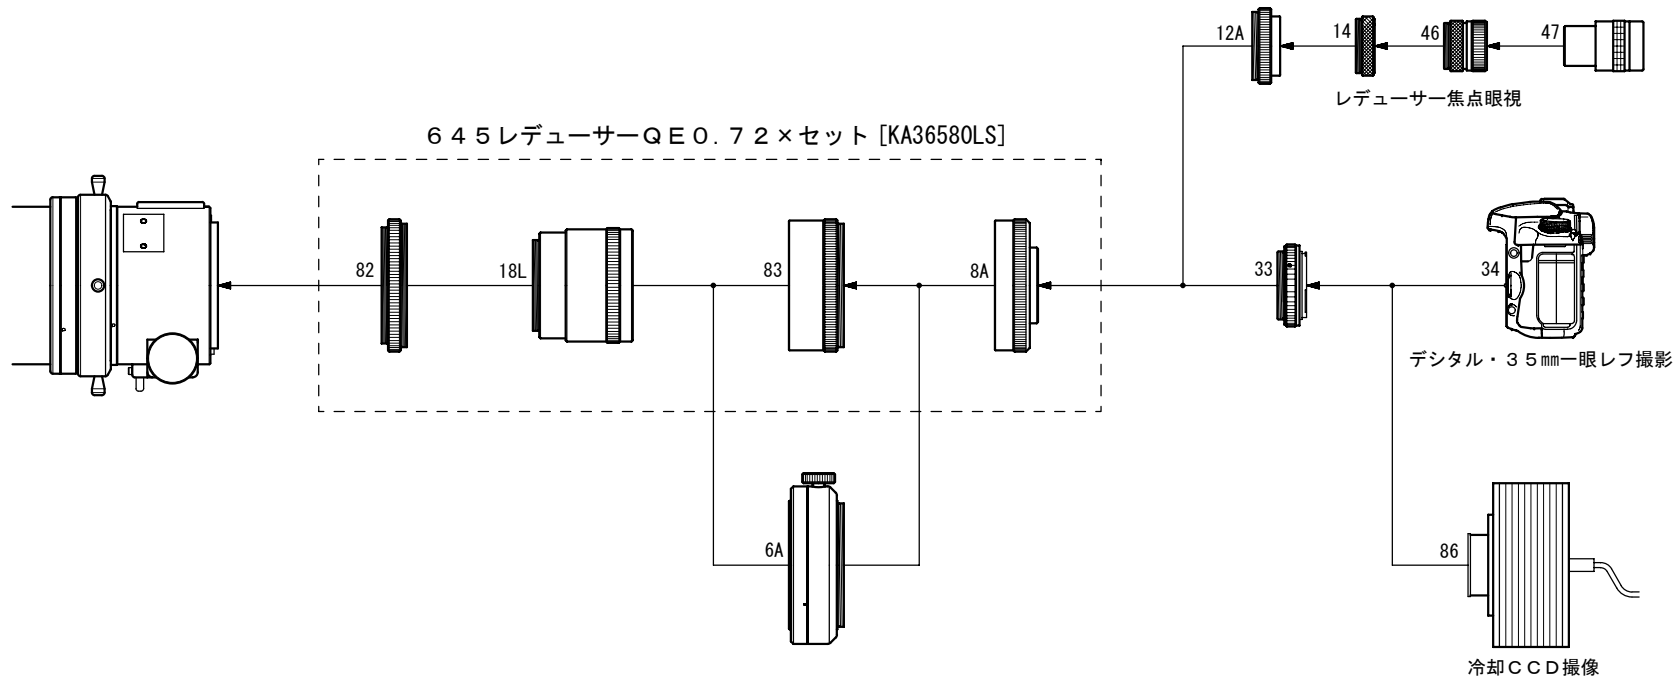 12A
14
46
47
レデューサー焦点眼視
645レデューサーQE0.72×セット[KA36580LS]
82
18L
83
8A
33
34
デシタル・35㎜一眼レフ撮影
6A
86
冷却CCD撮像